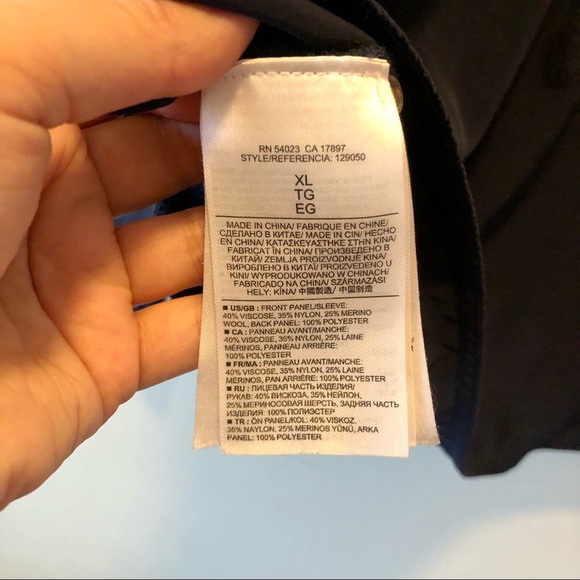 RN 54023 CA 17897
STYLE/REFERENCIA: 129050
XL
TG
EG
MADE IN CHINA/ FABRIQUE EN CHINE/
СДЕЛАНО В КИТАЕ/ MADE IN CIN/ HECHO
EN CHINA/ ΚΑΤΑΣΚΕΥΑΣΤΗΚΕ ΣΤΗΝ ΚΙΝΑ/
FABRICAT ÎN CHINA/ ПРОИЗВЕДЕНО В
КИТАЙ/ ZEMLJA PROIZVODNJE KINA/
ВИРОБЛЕНО В КИТАЇ/ PROIZVEDENO U
KINI/ WYPRODUKOWANO W CHINACH/
FABRICADO NA CHINA/ SZÁRMAZÁSI
HELY: KÍNA/ 中國製造/ 中国制造
■ US/GB: FRONT PANEL/SLEEVE:
40% VISCOSE, 35% NYLON, 25% MERINO
WOOL, BACK PANEL: 100% POLYESTER
■ CA : PANNEAU AVANT/MANCHE:
40% VISCOSE, 35% NYLON, 25% LAINE
MÉRINOS, PANNEAU ARRIÈRE:
100% POLYESTER
■ FR/MA : PANNEAU AVANT/MANCHE:
40% VISCOSE, 35% NYLON, 25% LAINE
MÉRINOS, PAN ARRIÈRE: 100% POLYESTER
■ RU : ЛИЦЕВАЯ ЧАСТЬ ИЗДЕЛИЯ/
РУКАВ: 40% ВИСКОЗА, 35% НЕЙЛОН,
25% МЕРИНОСОВАЯ ШЕРСТЬ, ЗАДНЯЯ ЧАСТЬ
ИЗДЕЛИЯ: 100% ПОЛИЭСТЕР
■ TR : ÖN PANEL/KOL: 40% VISKOZ,
35% NAYLON, 25% MERINOS YÜNÜ, ARKA
PANEL: 100% POLYESTER